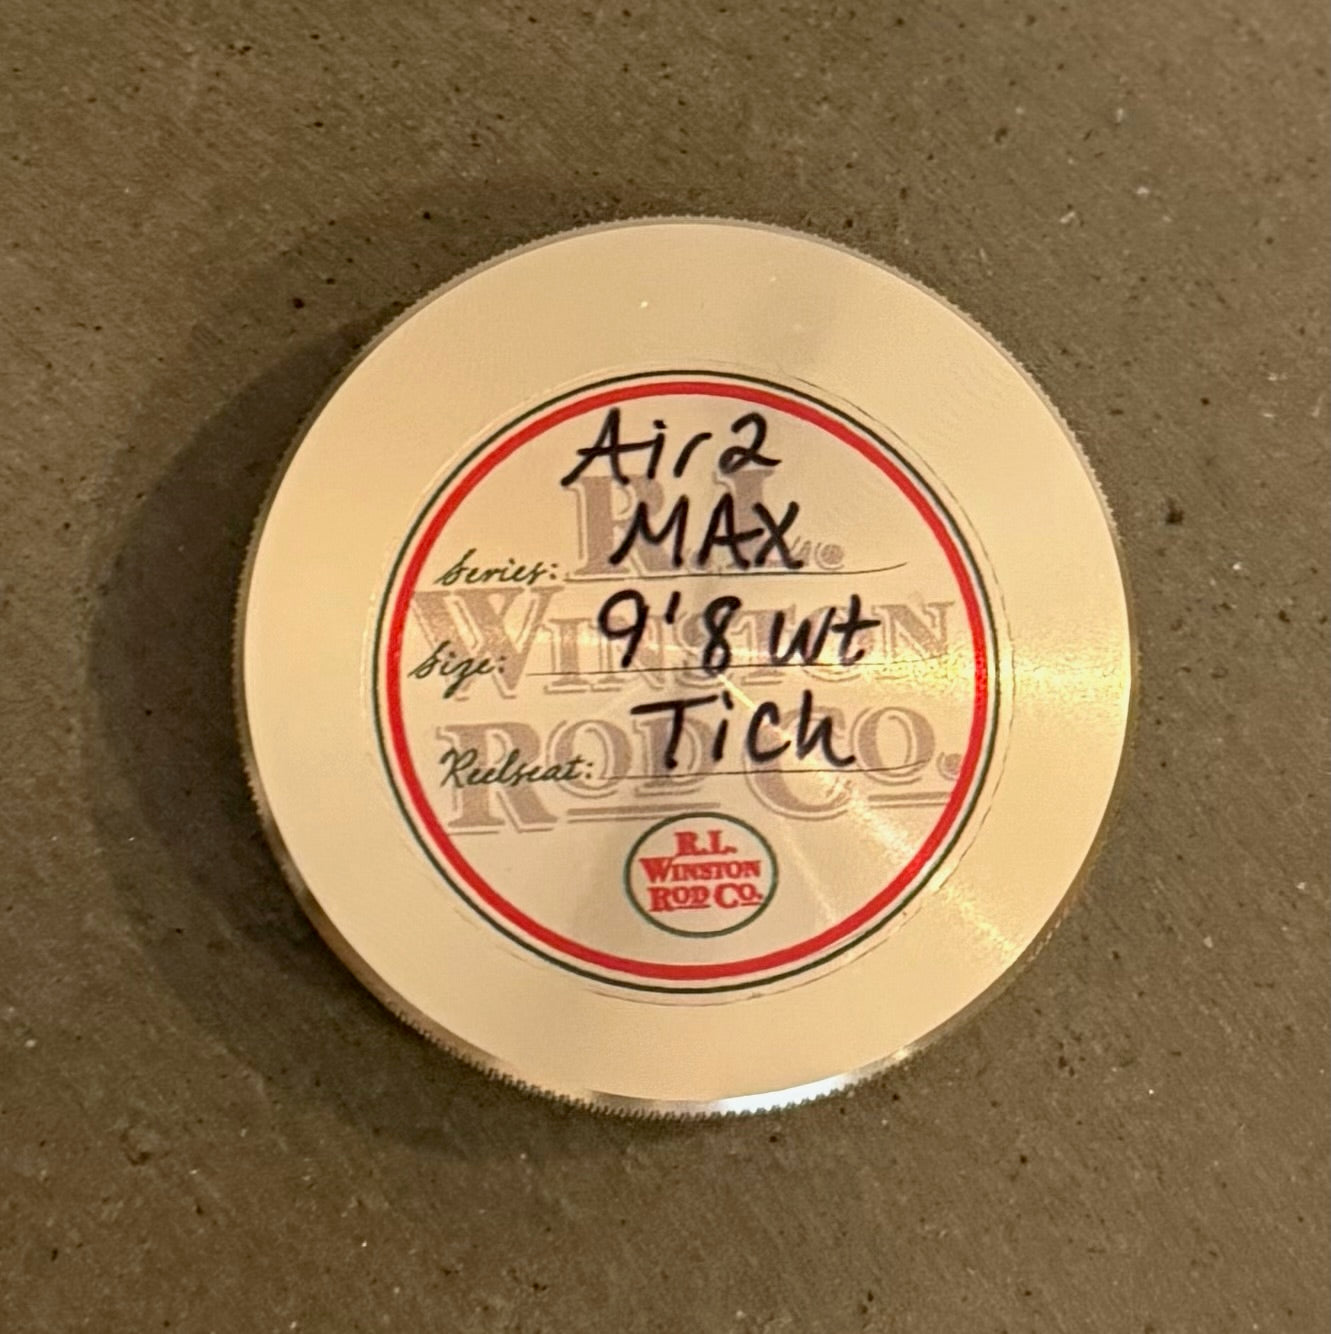 Air2
MAX
Series:
9'8 wt
Size:
Tich
Reelseat:
R.L.
WINSTON
ROD CO.
R.L.
WINSTON
ROD CO.